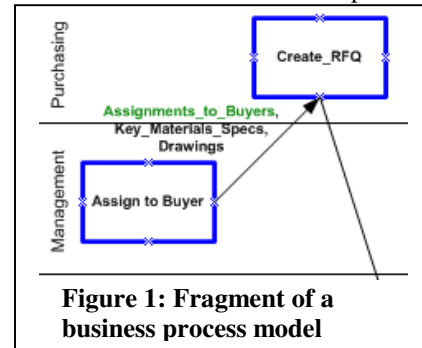 Purchasing
Create_RFQ
Assignments_to_Buyers,
Key_Materials_Specs,
Drawings
Management
Assign to Buyer
Figure 1: Fragment of a
business process model